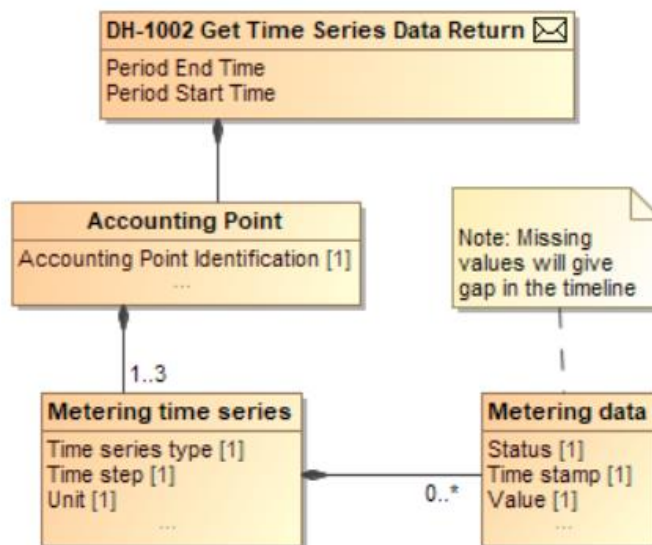 DH-1002 Get Time Series Data Return
Period End Time
Period Start Time
Accounting Point
Accounting Point Identification [1]
...
Note: Missing
values will give
gap in the timeline
1..3
Metering time series
Time series type [1]
Time step [1]
Unit [1]
...
0..*
Metering data
Status [1]
Time stamp [1]
Value [1]
...